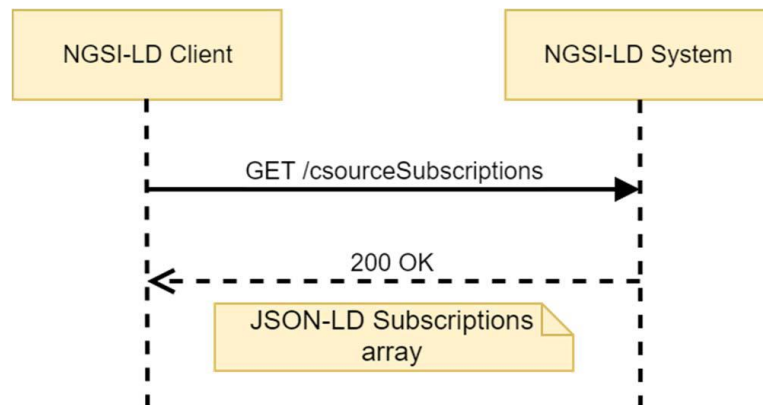 NGSI-LD Client
NGSI-LD System
GET /csourceSubscriptions
200 OK
JSON-LD Subscriptions
array